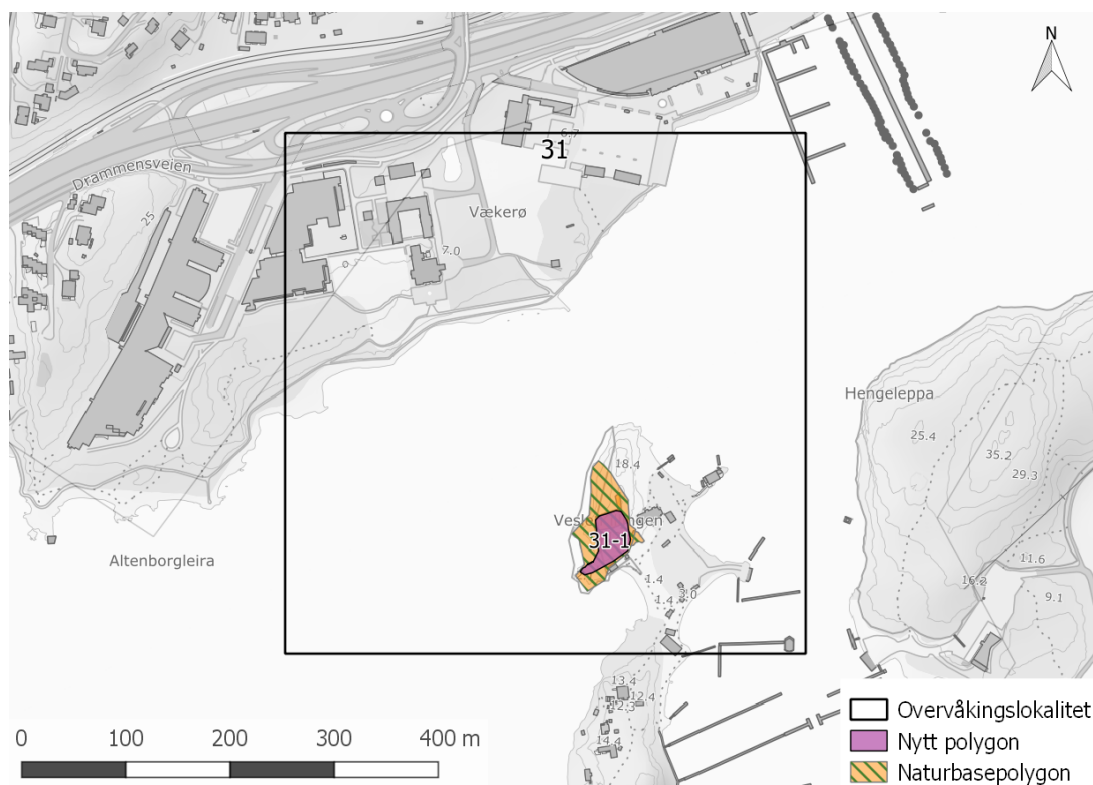 N
31
6.7
Drammensveien
25
Vækerø
7.0
Hengeleppa
25.4
35.2
29.3
18.4
31-1
Altenborgleira
11.6
16.2
9.1
1.4
1.4
3.0
13.4
12.4
12.3
14.4
Overvåkingslokalitet
Nytt polygon
Naturbasepolygon
0 100 200 300 400 m